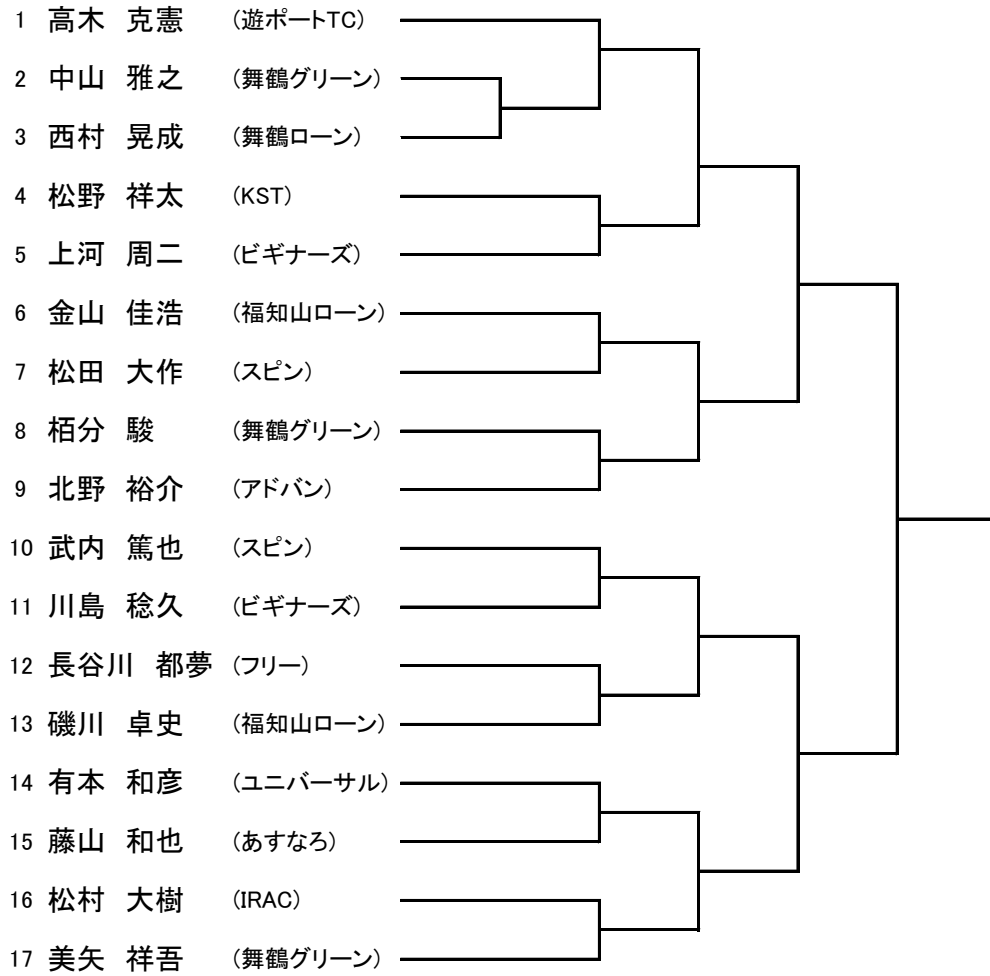 1 高木 克憲 (遊ポートTC)
2 中山 雅之 (舞鶴グリーン)
3 西村 晃成 (舞鶴ローン)
4 松野 祥太 (KST)
5 上河 周二 (ビギナーズ)
6 金山 佳浩 (福知山ローン)
7 松田 大作 (スピン)
8 栢分 駿 (舞鶴グリーン)
9 北野 裕介 (アドバン)
10 武内 篤也 (スピン)
11 川島 稔久 (ビギナーズ)
12 長谷川 都夢 (フリー)
13 磯川 卓史 (福知山ローン)
14 有本 和彦 (ユニバーサル)
15 藤山 和也 (あすなろ)
16 松村 大樹 (IRAC)
17 美矢 祥吾 (舞鶴グリーン)